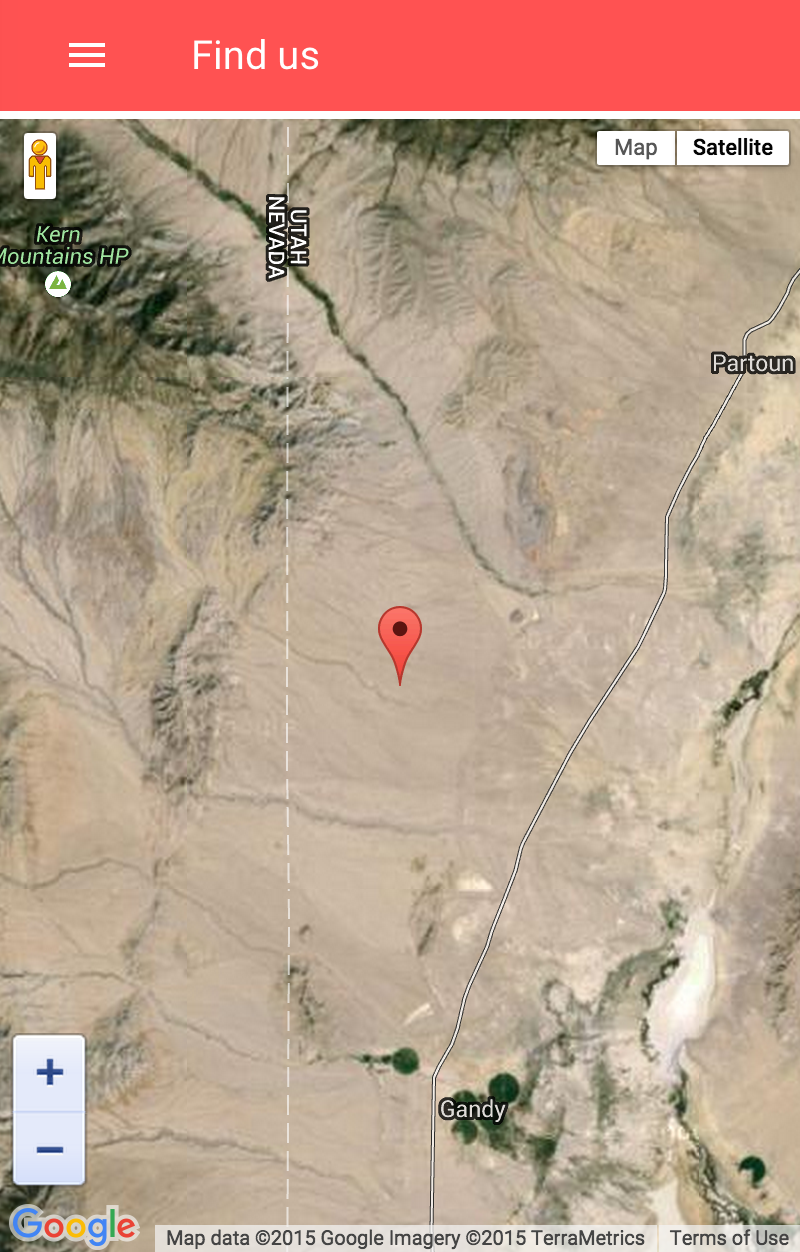 Find us
Map
Satellite
UTAH
NEVADA
Kern
Mountains HP
Partoun
Gandy
+
−
Google
Map data ©2015 Google Imagery ©2015 TerraMetrics
Terms of Use